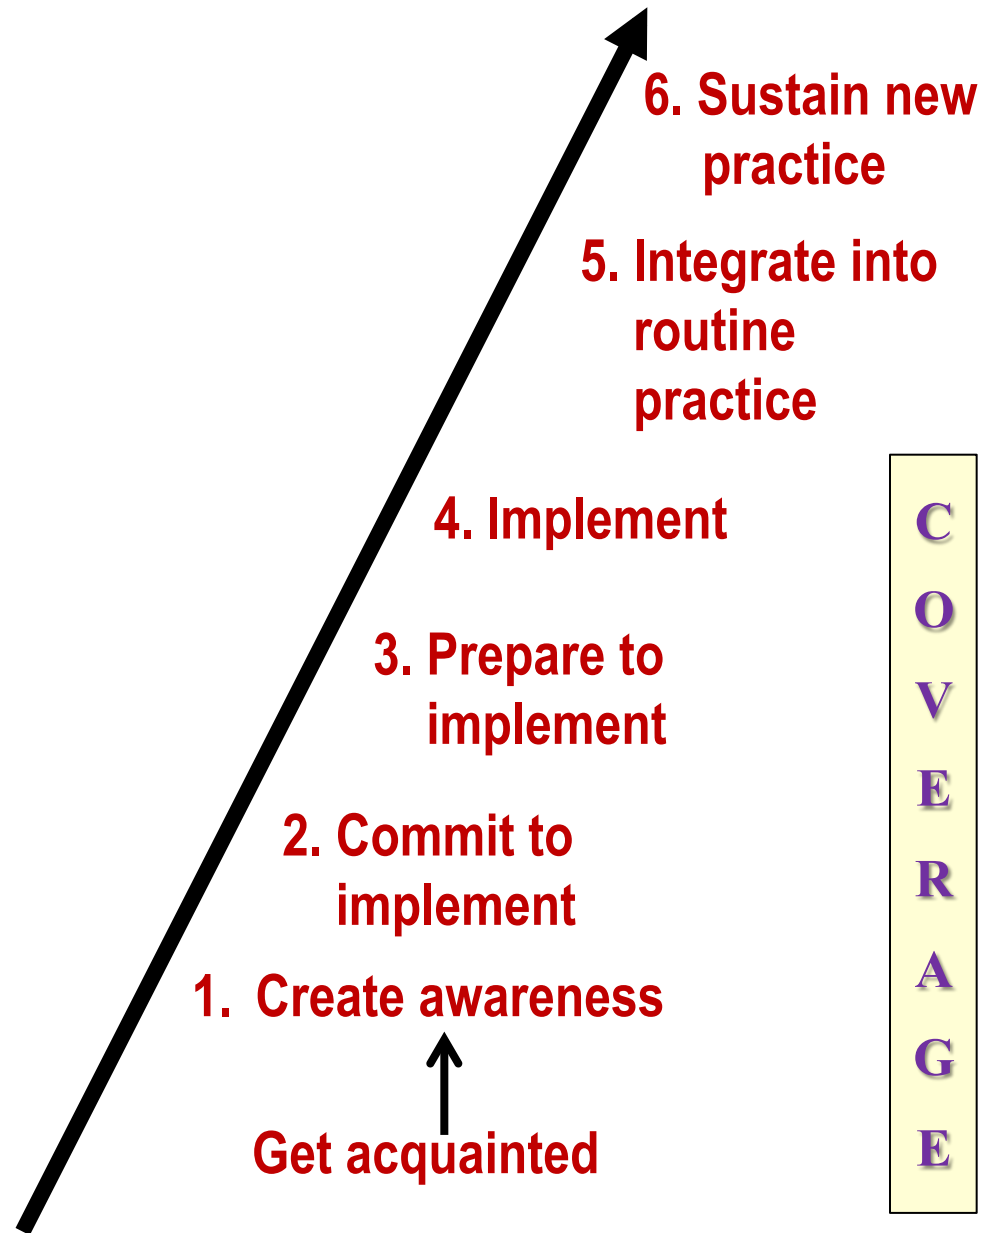 6. Sustain new
practice
5. Integrate into
routine
practice
4. Implement
3. Prepare to
implement
2. Commit to
implement
1. Create awareness
Get acquainted
C
O
V
E
R
A
G
E